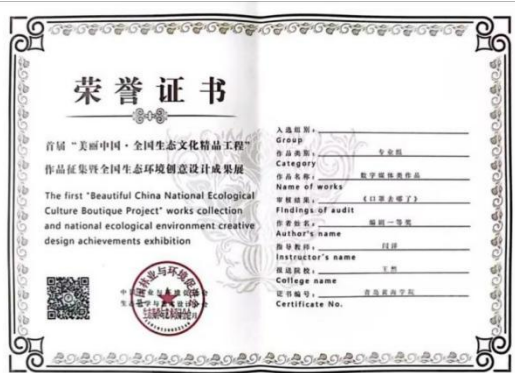 荣誉证书
首届“美丽中国·全国生态文化精品工程”
作品征集暨全国生态环境创意设计成果展
The first "Beautiful China National Ecological
Culture Boutique Project" works collection
and national ecological environment creative
design achievements exhibition
入选组别:
Group
作品类别: 专业组
Category
作品名称: 数字媒体类作品
Name of works
审核结果: 《口罩去哪了》
Findings of audit
作者姓名: 编剧一等奖
Author's name
指导教师:
Instructor's name
报送院校: 王然
College name
证书编号: 青岛黄海学院
Certificate No.